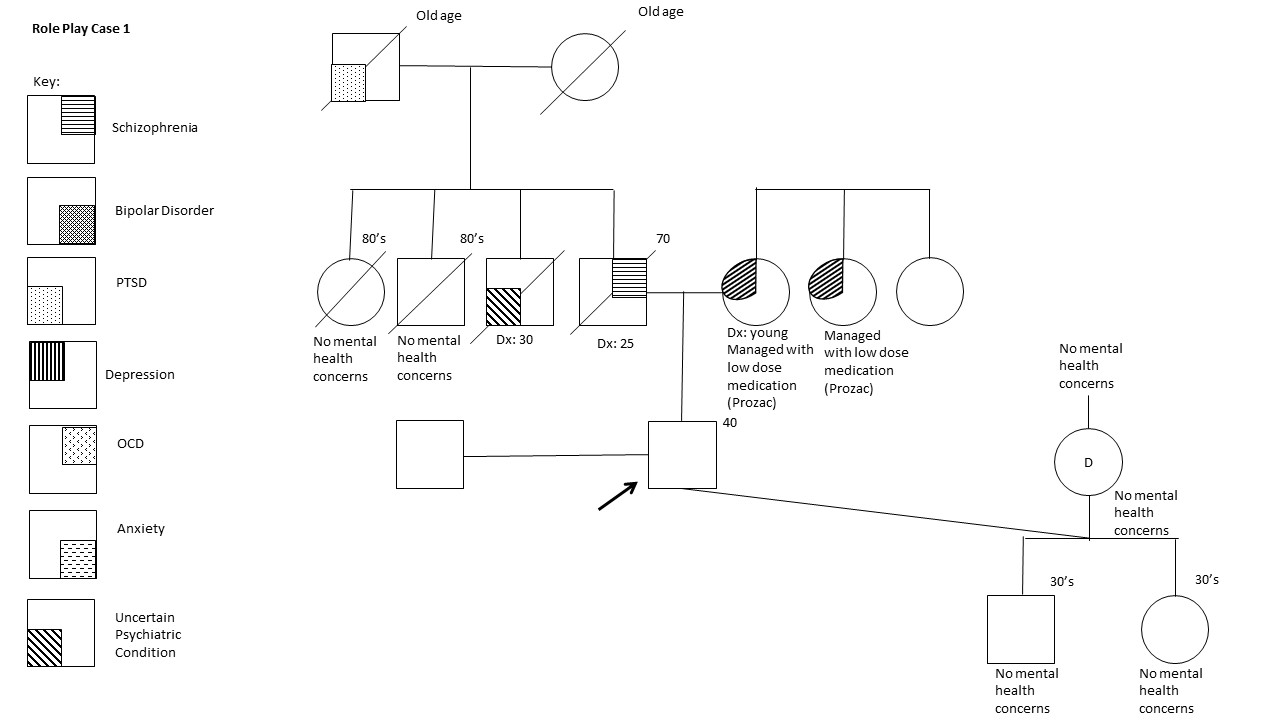 Role Play Case 1
Key:
Schizophrenia
Bipolar Disorder
PTSD
Depression
OCD
Anxiety
Uncertain
Psychiatric
Condition
Old age
Old age
80's
80's
70
No mental
health
concerns
No mental
health
concerns
Dx: 30
Dx: 25
Dx: young
Managed with
low dose
medication
(Prozac)
Managed
with low dose
medication
(Prozac)
40
No mental
health
concerns
D
No mental
health
concerns
30's
30's
No mental
health
concerns
No mental
health
concerns